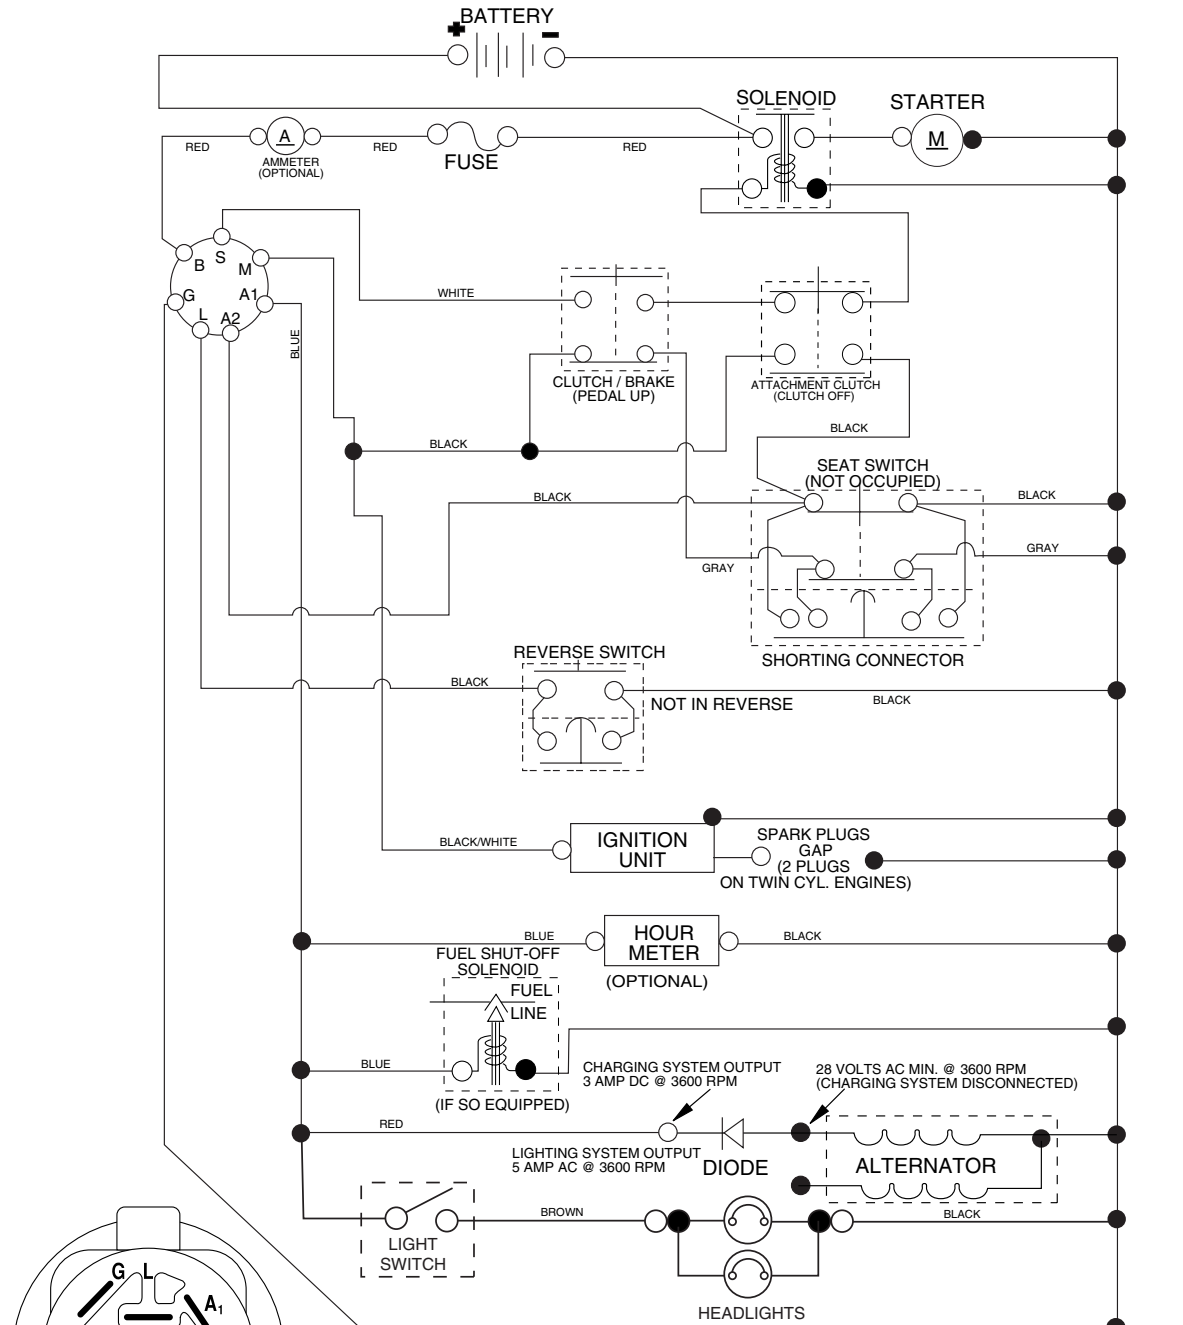 BATTERY
SOLENOID
STARTER
A
AMMETER
(OPTIONAL)
RED
RED
FUSE
RED
M
B
S
M
G
A1
L
A2
BLUE
WHITE
CLUTCH / BRAKE
(PEDAL UP)
ATTACHMENT CLUTCH
(CLUTCH OFF)
BLACK
BLACK
SEAT SWITCH
(NOT OCCUPIED)
BLACK
BLACK
GRAY
GRAY
SHORTING CONNECTOR
REVERSE SWITCH
BLACK
NOT IN REVERSE
BLACK
BLACK/WHITE
IGNITION
UNIT
SPARK PLUGS
GAP
(2 PLUGS
ON TWIN CYL. ENGINES)
BLUE
HOUR
METER
BLACK
(OPTIONAL)
FUEL SHUT-OFF
SOLENOID
FUEL
LINE
BLUE
(IF SO EQUIPPED)
CHARGING SYSTEM OUTPUT
3 AMP DC @ 3600 RPM
28 VOLTS AC MIN. @ 3600 RPM
(CHARGING SYSTEM DISCONNECTED)
RED
LIGHTING SYSTEM OUTPUT
5 AMP AC @ 3600 RPM
DIODE
ALTERNATOR
BROWN
BLACK
LIGHT
SWITCH
HEADLIGHTS
G
L
A1